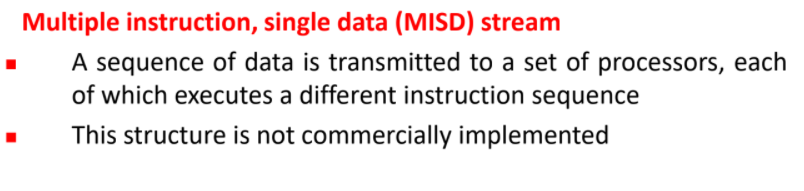 Multiple instruction, single data (MISD) stream
▪ A sequence of data is transmitted to a set of processors, each
of which executes a different instruction sequence
▪ This structure is not commercially implemented